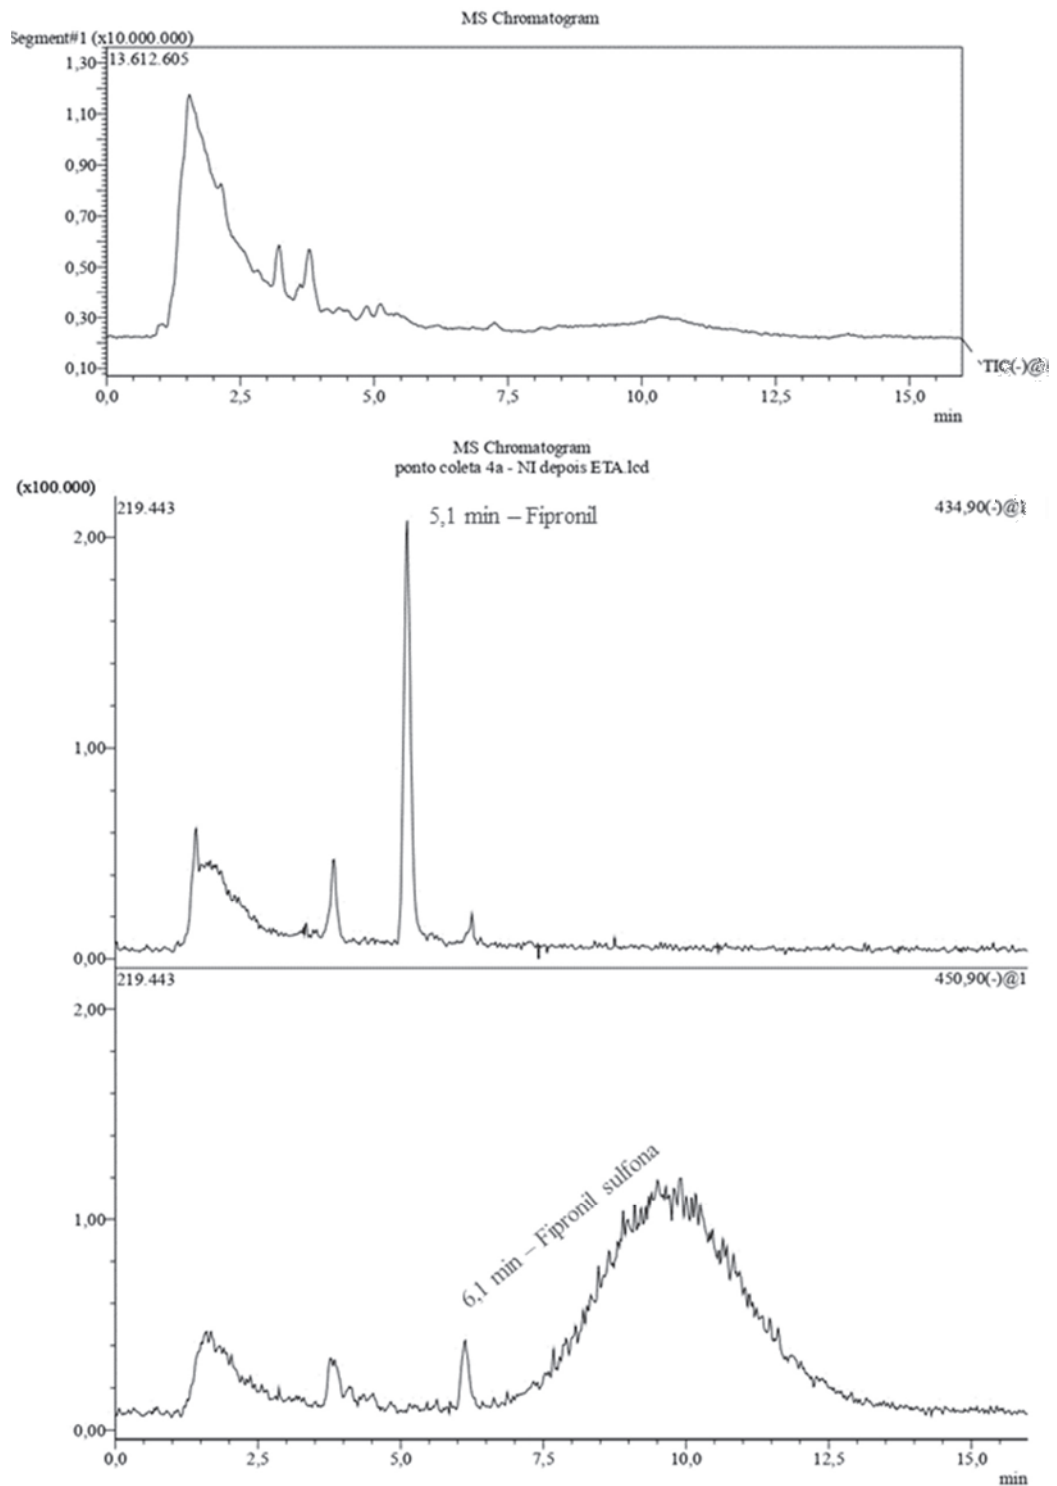 MS Chromatogram
Segment#1 (x10.000.000)
13.612.605
1,30
1,10
0,90
0,70
0,50
0,30
0,10
TIC(-)@
0,0 2,5 5,0 7,5 10,0 12,5 15,0
min
MS Chromatogram
ponto coleta 4a - NI depois ETA.lcd
(x100.000)
219.443
5,1 min – Fipronil
434,90(-)@1
2,00
1,00
0,00
219.443
450,90(-)@1
2,00
6,1 min – Fipronil sulfona
1,00
0,00
0,0 2,5 5,0 7,5 10,0 12,5 15,0
min